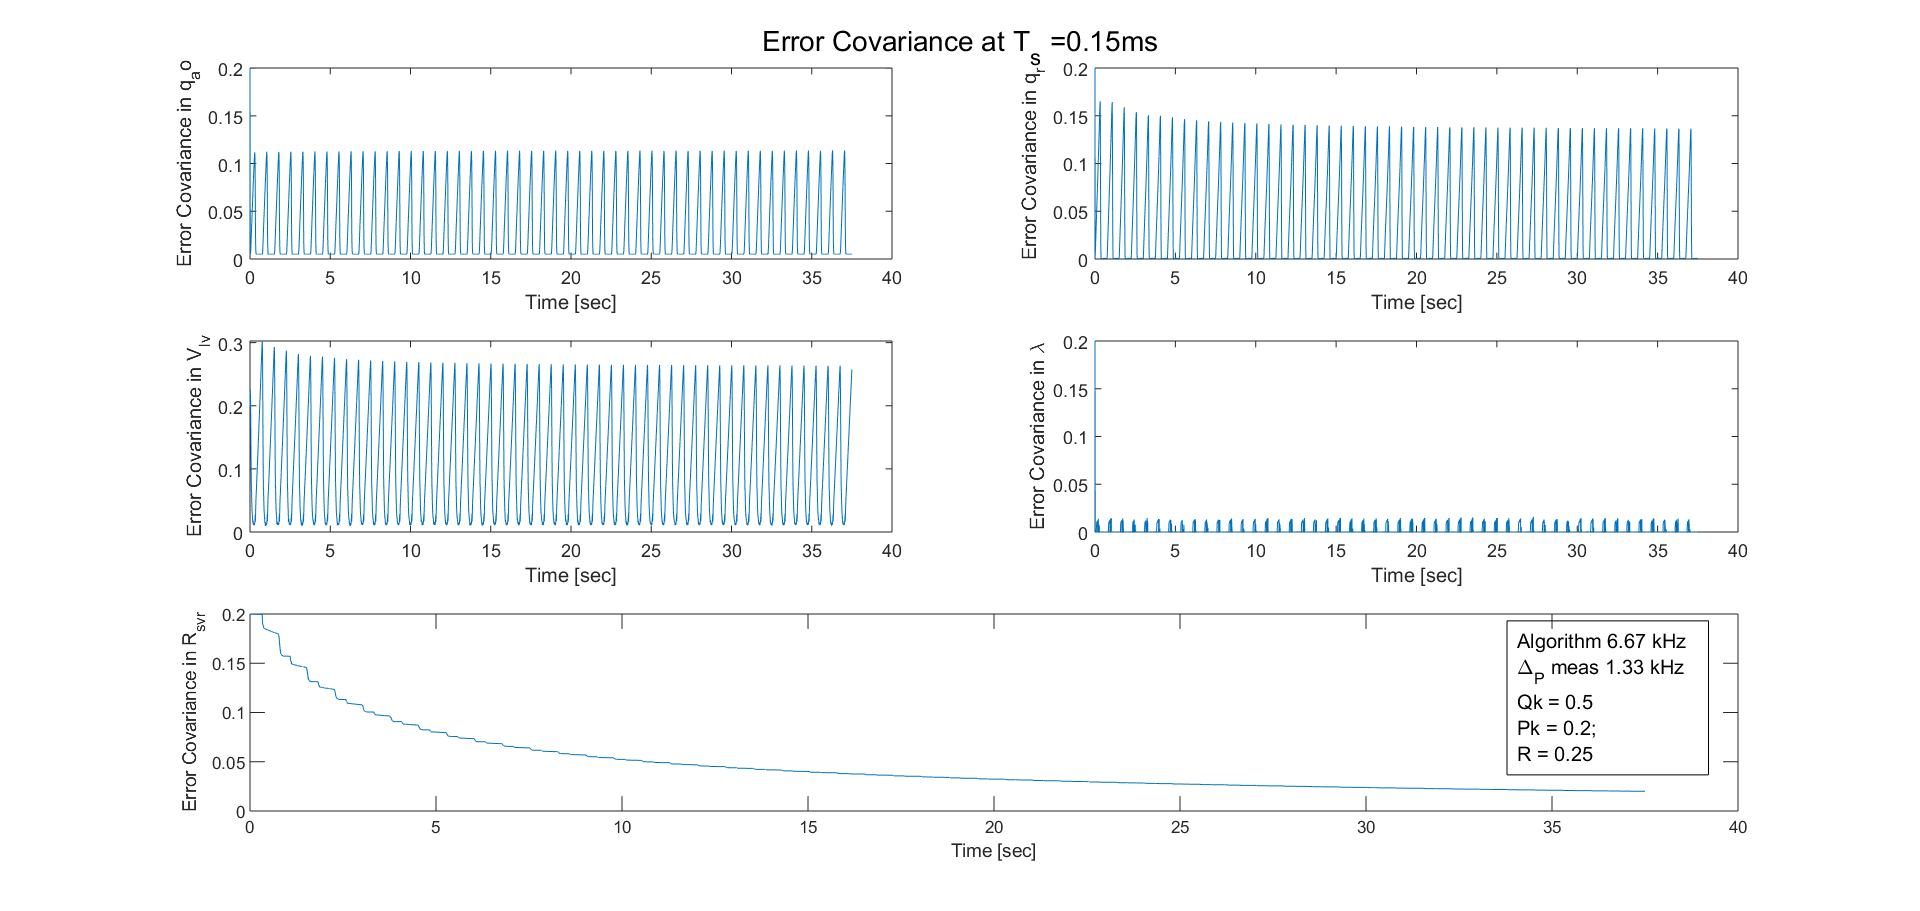 Error Covariance at Ts =0.15ms
Error Covariance in qao
0.2
0.15
0.1
0.05
0
0 5 10 15 20 25 30 35 40
Time [sec]
Error Covariance in qrs
0.2
0.15
0.1
0.05
0
0 5 10 15 20 25 30 35 40
Time [sec]
Error Covariance in Vlv
0.3
0.2
0.1
0
0 5 10 15 20 25 30 35 40
Time [sec]
Error Covariance in λ
0.2
0.15
0.1
0.05
0
0 5 10 15 20 25 30 35 40
Time [sec]
Error Covariance in Rsvr
0.2
0.15
0.1
0.05
0
0 5 10 15 20 25 30 35 40
Time [sec]
Algorithm 6.67 kHz
ΔP meas 1.33 kHz
Qk = 0.5
Pk = 0.2;
R = 0.25